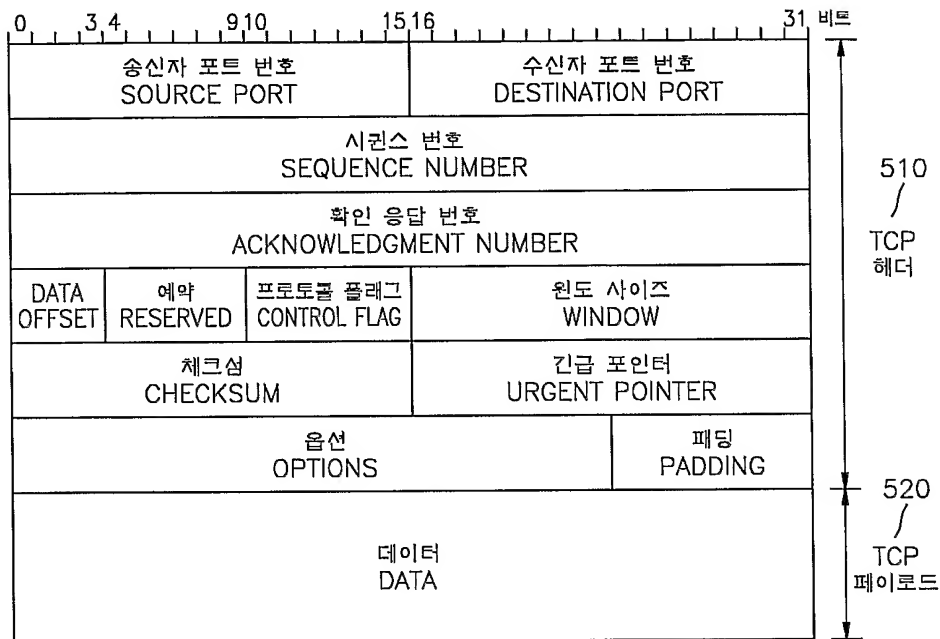 0 3 4 9 10 15 16 31 비트
송신자 포트 번호
SOURCE PORT
수신자 포트 번호
DESTINATION PORT
시퀀스 번호
SEQUENCE NUMBER
확인 응답 번호
ACKNOWLEDGMENT NUMBER
DATA
OFFSET
예약
RESERVED
프로토콜 플래그
CONTROL FLAG
윈도 사이즈
WINDOW
체크섬
CHECKSUM
긴급 포인터
URGENT POINTER
옵션
OPTIONS
패딩
PADDING
510
TCP
헤더
데이터
DATA
520
TCP
페이로드